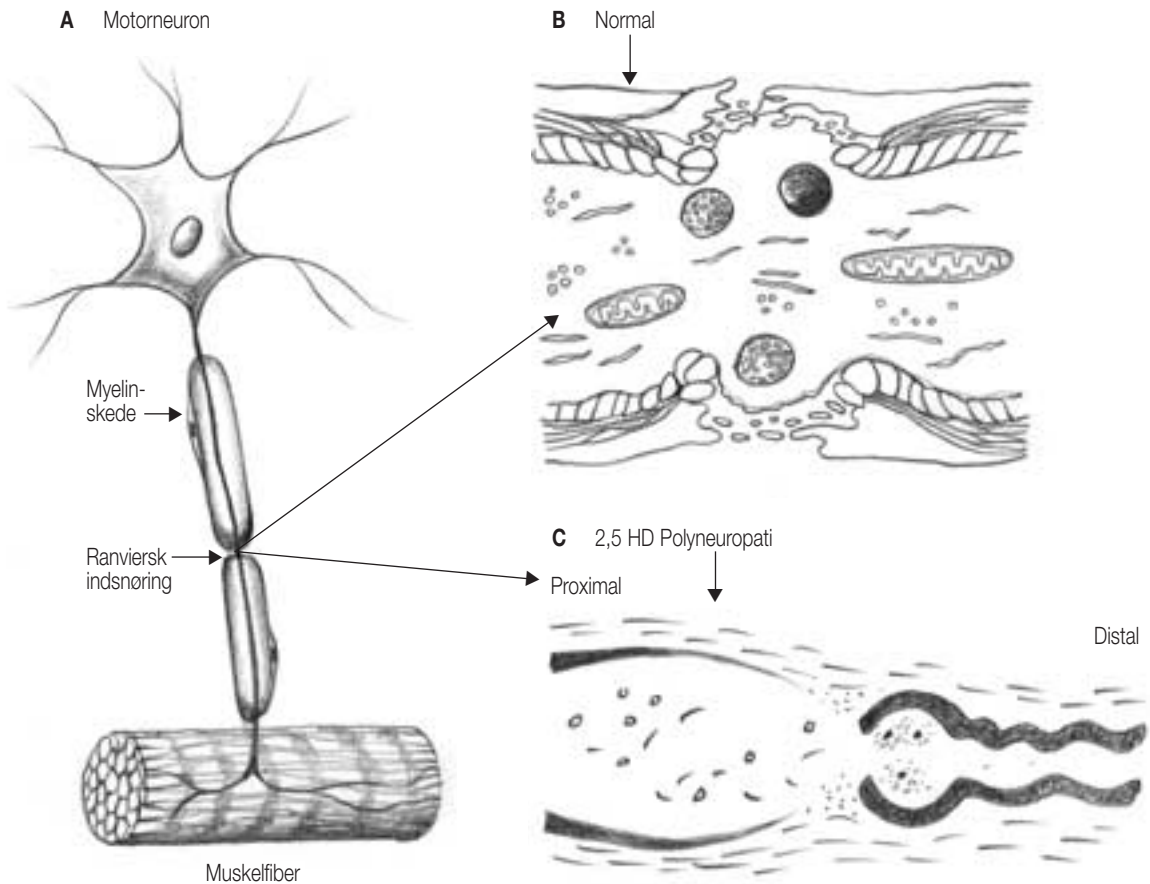 A Motorneuron
B Normal
Myelin-
skede
Ranviersk
indsnøring
C 2,5 HD Polyneuropati
Proximal
Distal
Muskelfiber